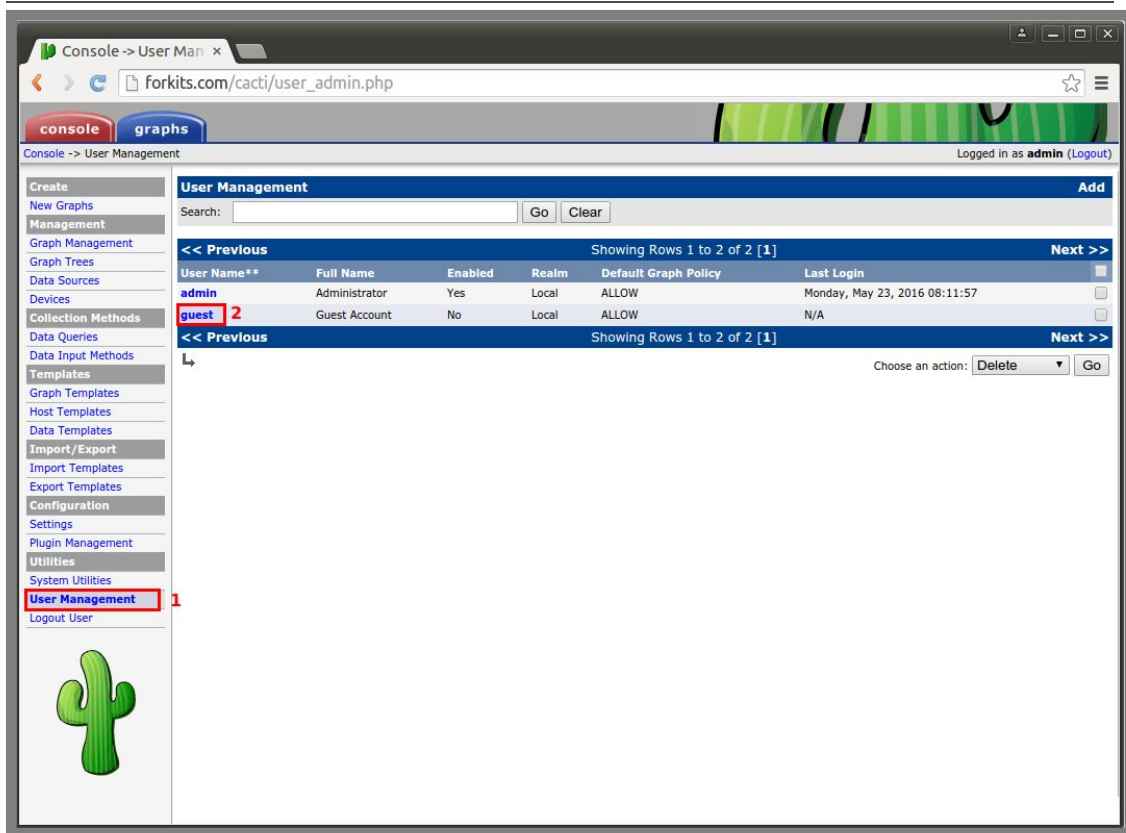 Console -> User Man ×
forkits.com/cacti/user_admin.php
console graphs
Console -> User Management Logged in as admin (Logout)
Create
New Graphs
Management
Graph Management
Graph Trees
Data Sources
Devices
Collection Methods
Data Queries
Data Input Methods
Templates
Graph Templates
Host Templates
Data Templates
Import/Export
Import Templates
Export Templates
Configuration
Settings
Plugin Management
Utilities
System Utilities
User Management 1
Logout User
User Management Add
Search: Go Clear
<< Previous Showing Rows 1 to 2 of 2 [1] Next >>
User Name** Full Name Enabled Realm Default Graph Policy Last Login
admin Administrator Yes Local ALLOW Monday, May 23, 2016 08:11:57
guest 2 Guest Account No Local ALLOW N/A
<< Previous Showing Rows 1 to 2 of 2 [1] Next >>
Choose an action: Delete Go